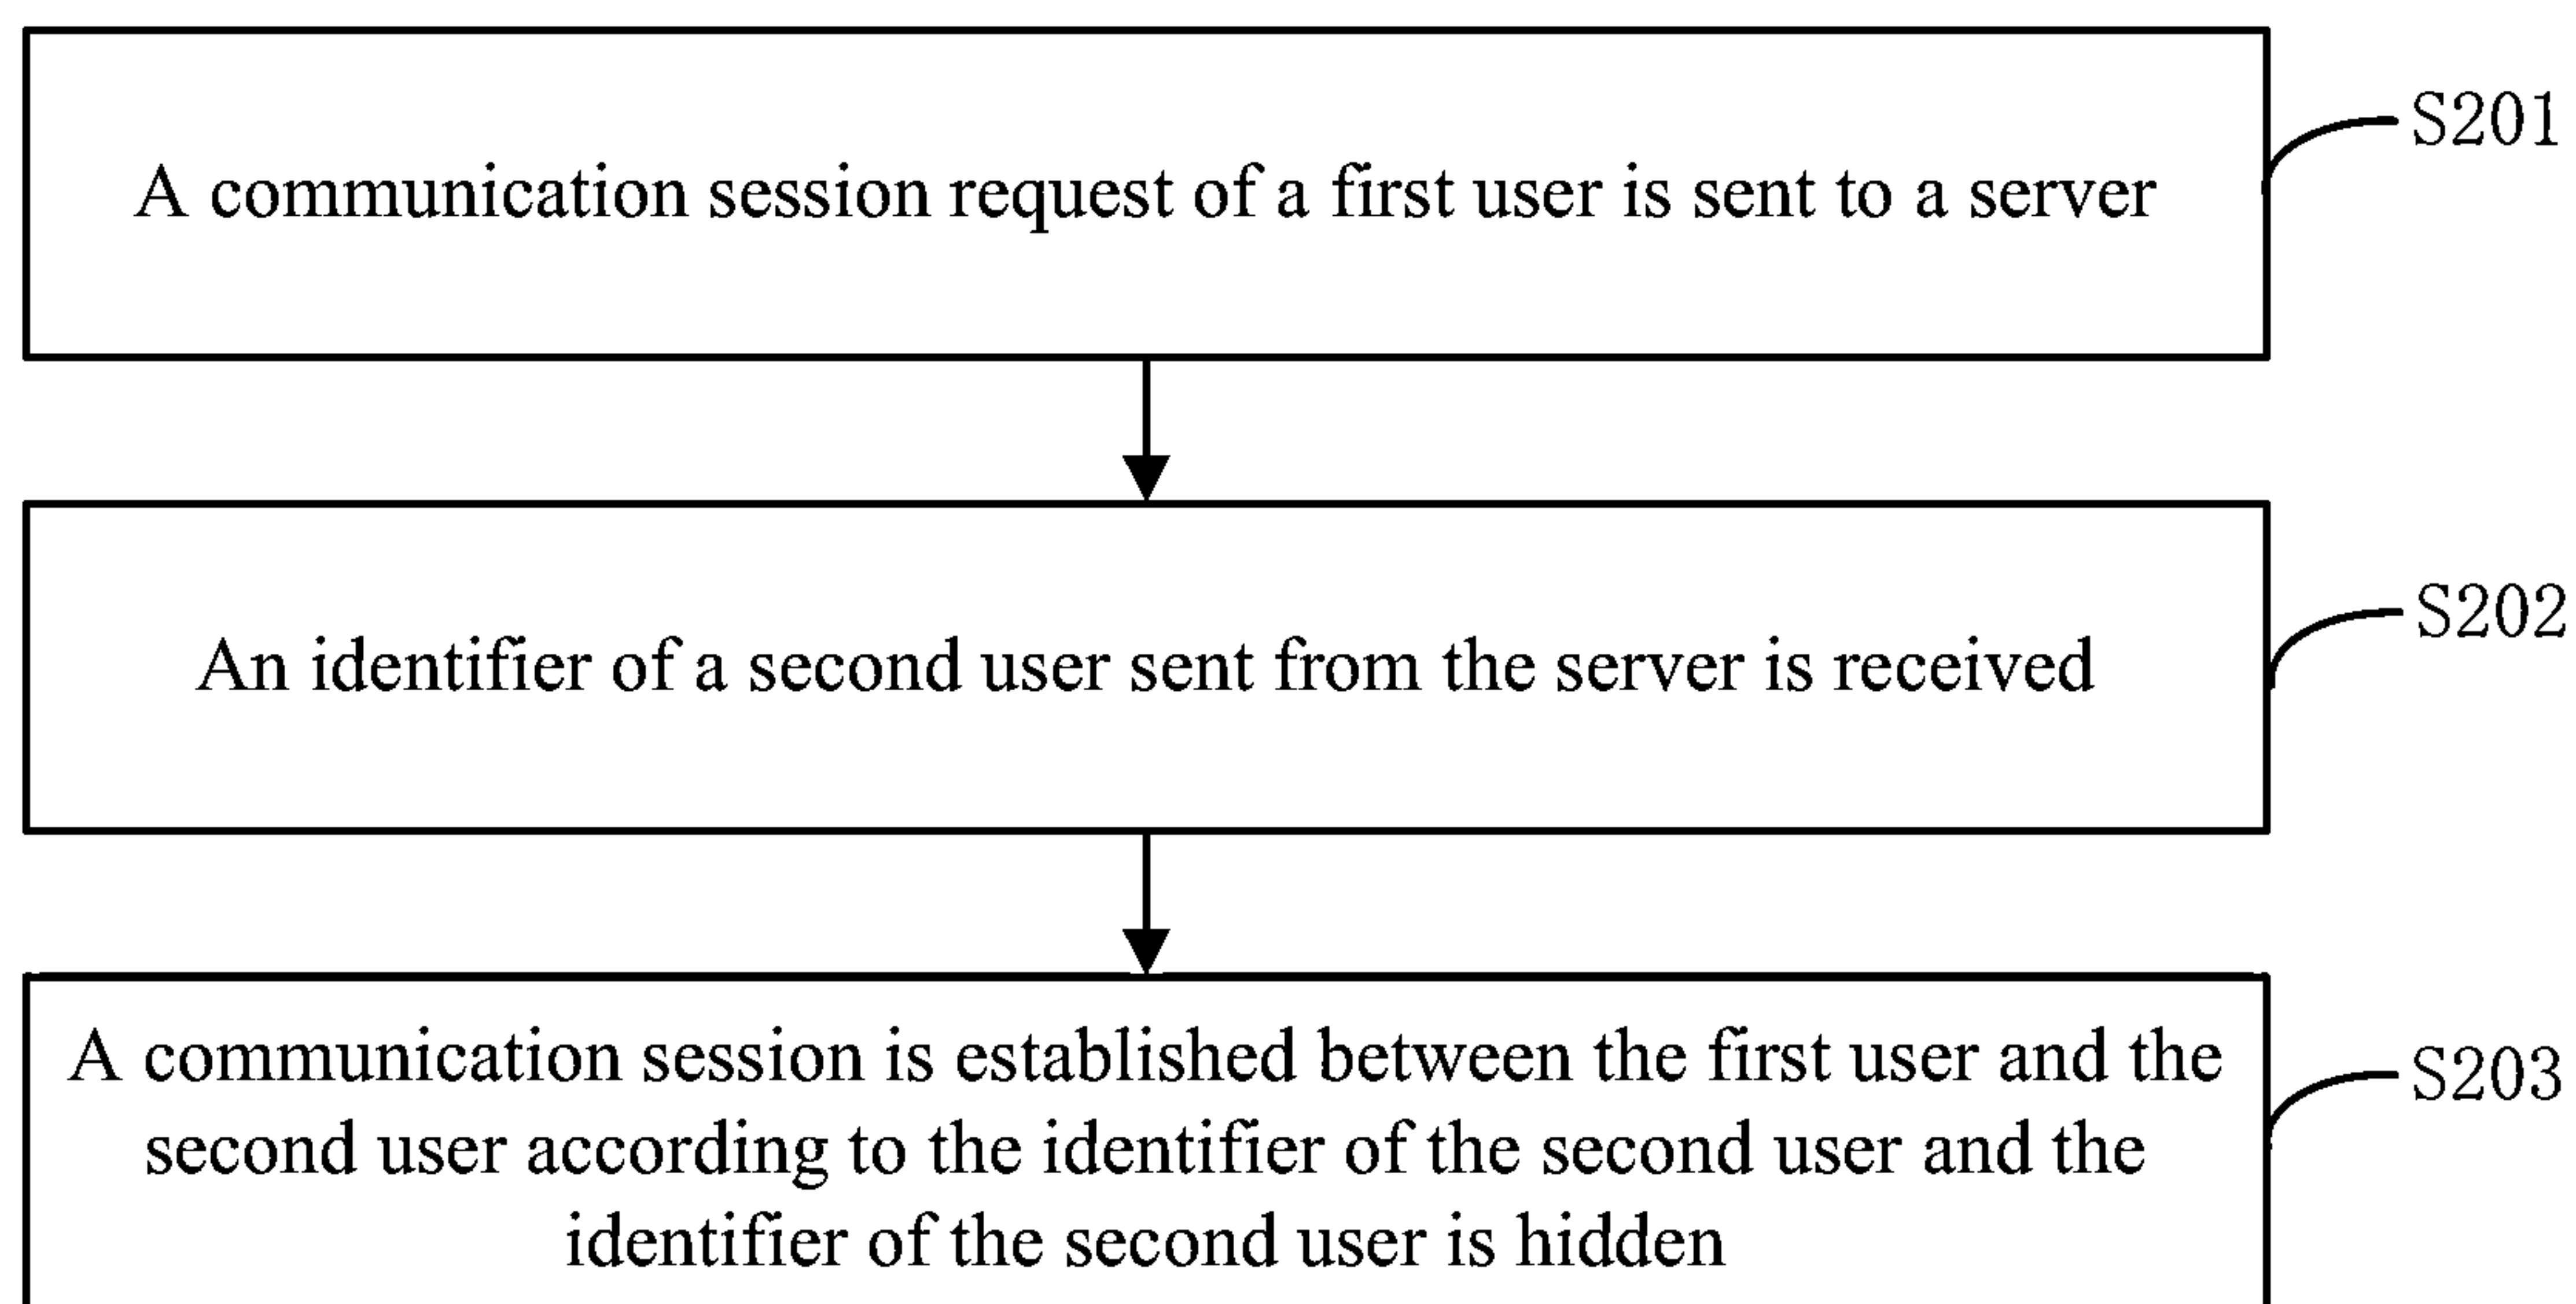 A communication session request of a first user is sent to a server
S201
An identifier of a second user sent from the server is received
S202
A communication session is established between the first user and the
second user according to the identifier of the second user and the
identifier of the second user is hidden
S203